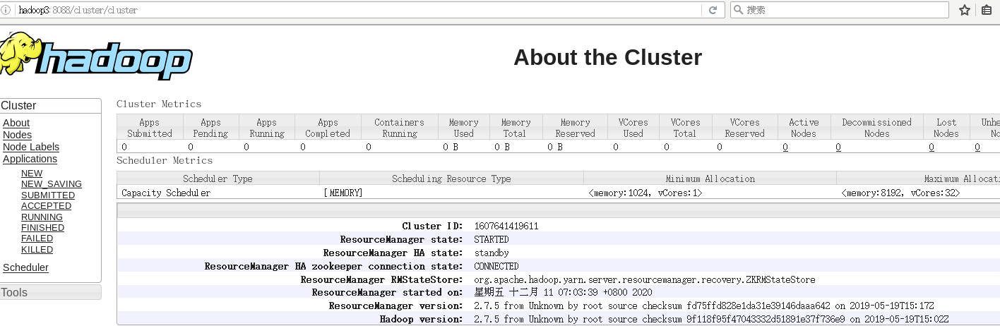 hadoop3:8088/cluster/cluster
搜索
hadoop
About the Cluster
Cluster
About
Nodes
Node Labels
Applications
NEW
NEW_SAVING
SUBMITTED
ACCEPTED
RUNNING
FINISHED
FAILED
KILLED
Scheduler
Tools
Cluster Metrics
Apps Submitted Apps Pending Apps Running Apps Completed Containers Running Memory Used Memory Total Memory Reserved VCores Used VCores Total VCores Reserved Active Nodes Decommissioned Nodes Lost Nodes
0 0 0 0 0 0 B 0 B 0 B 0 0 0 0 0 0 0
Scheduler Metrics
Scheduler Type Scheduling Resource Type Minimum Allocation Maximum
Capacity Scheduler [MEMORY] <memory:1024, vCores:1> <memory:8192, vCores:32>
Cluster ID: 1607641419611
ResourceManager state: STARTED
ResourceManager HA state: standby
ResourceManager HA zookeeper connection state: CONNECTED
ResourceManager RMStateStore: org.apache.hadoop.yarn.server.resourcemanager.recovery.ZKRMStateStore
ResourceManager started on: 星期五 十二月 11 07:03:39 +0800 2020
ResourceManager version: 2.7.5 from Unknown by root source checksum fd75ffd828e1da31e39146daaa642 on 2019-05-19T15:17Z
Hadoop version: 2.7.5 from Unknown by root source checksum 9f118f95f47043332d51891e37f736e9 on 2019-05-19T15:02Z